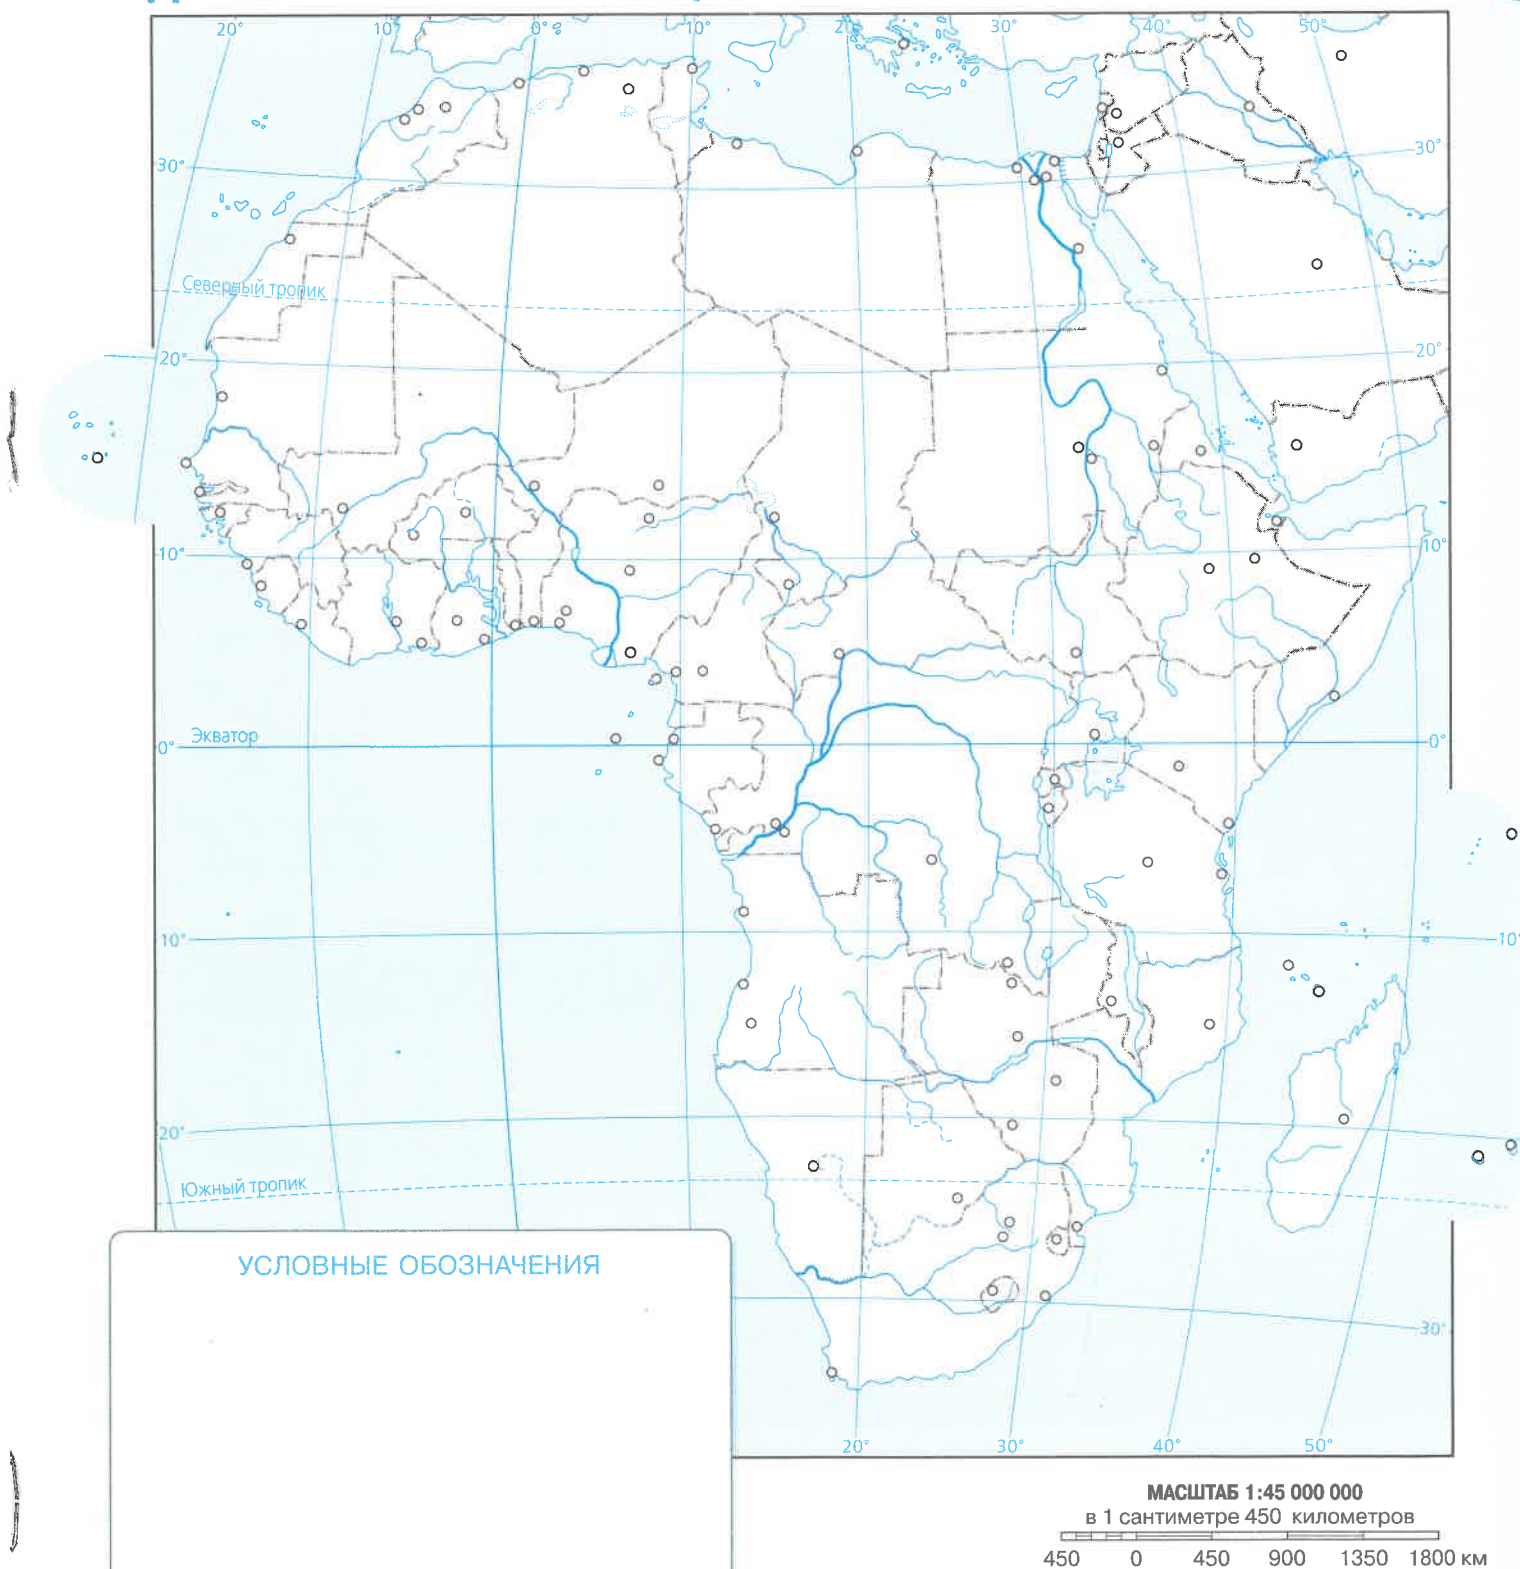 20° 10° 0° 10° 20° 30° 40° 50°
30° 30°
Северный тропик
20° 20°
10° 10°
Экватор
0° 0°
10° 10°
20°
Южный тропик
УСЛОВНЫЕ ОБОЗНАЧЕНИЯ
30°
20° 30° 40° 50°
МАСШТАБ 1:45 000 000
в 1 сантиметре 450 километров
450 0 450 900 1350 1800 км